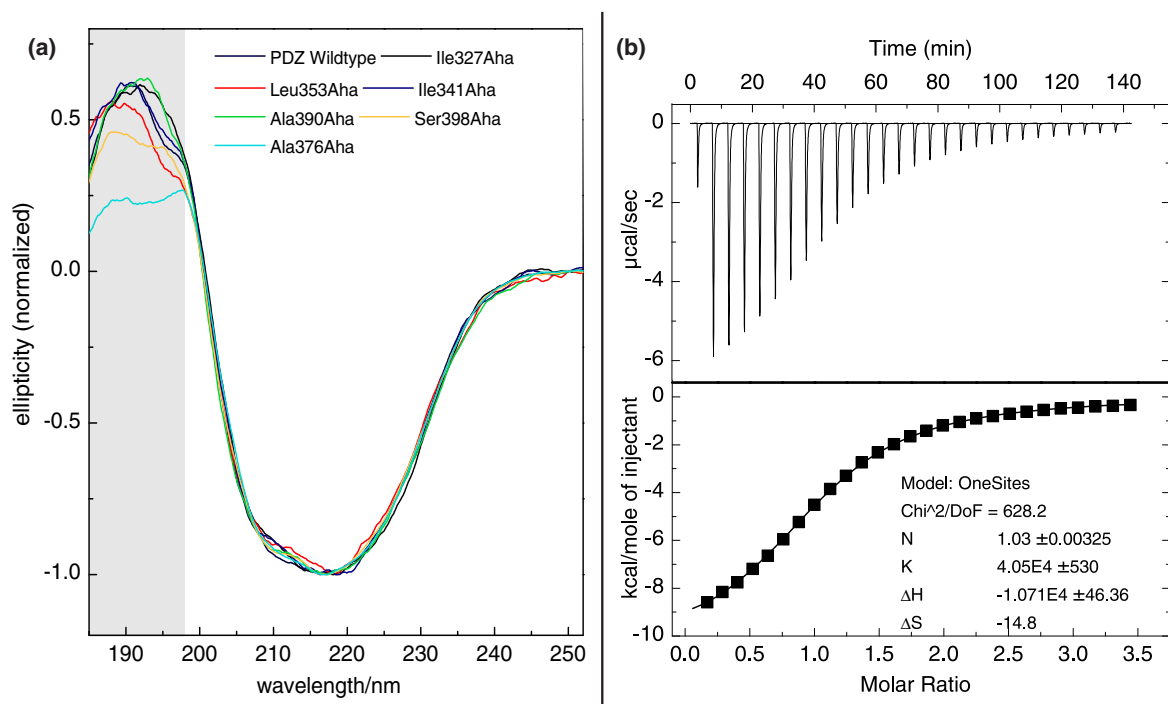 (a)
PDZ Wildtype
Ile327Aha
Leu353Aha
Ile341Aha
Ala390Aha
Ser398Aha
Ala376Aha
0.5
0.0
-0.5
-1.0
ellipticity (normalized)
190 200 210 220 230 240 250
wavelength/nm
(b)
Time (min)
0 20 40 60 80 100 120 140
0
-2
-4
-6
µcal/sec
0
-2
-4
-6
-8
-10
kcal/mole of injectant
Model: OneSites
Chi^2/DoF = 628.2
N 1.03 ±0.00325
K 4.05E4 ±530
ΔH -1.071E4 ±46.36
ΔS -14.8
0.0 0.5 1.0 1.5 2.0 2.5 3.0 3.5
Molar Ratio